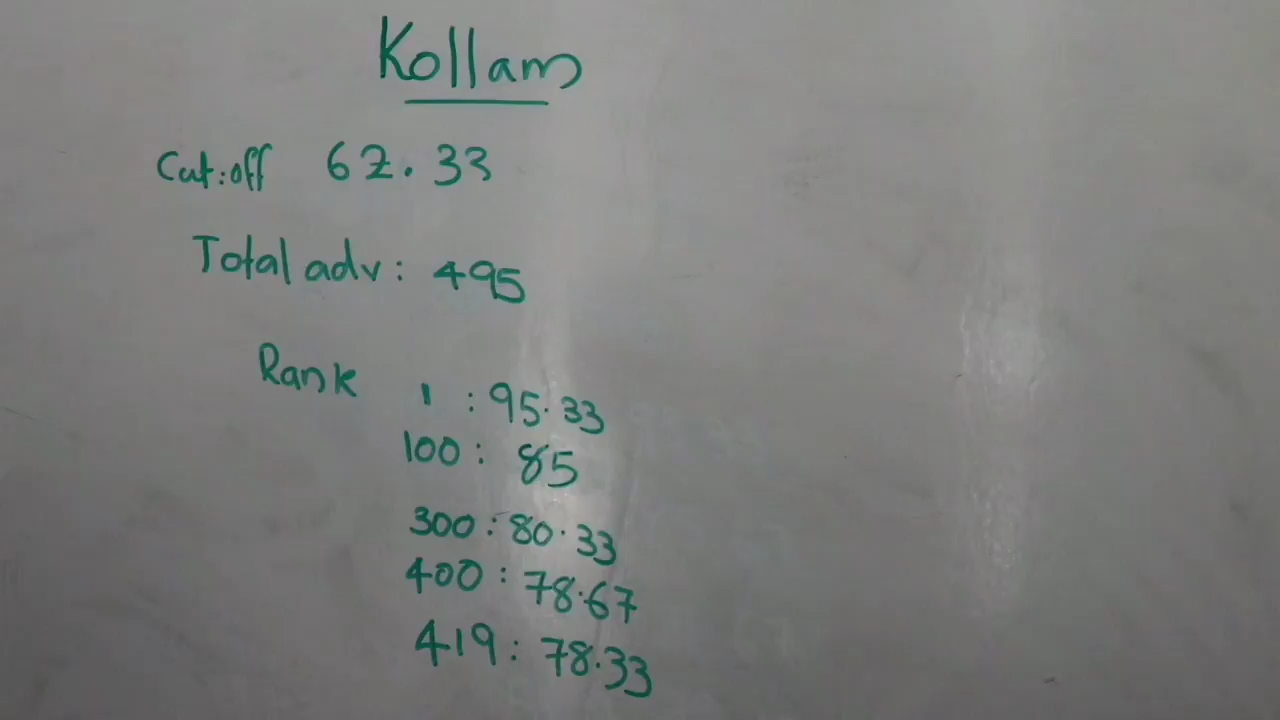 Kollam
Cut:off 62.33
Total adv: 495
Rank 1 : 95.33
100 : 85
300 : 80.33
400 : 78.67
419 : 78.33